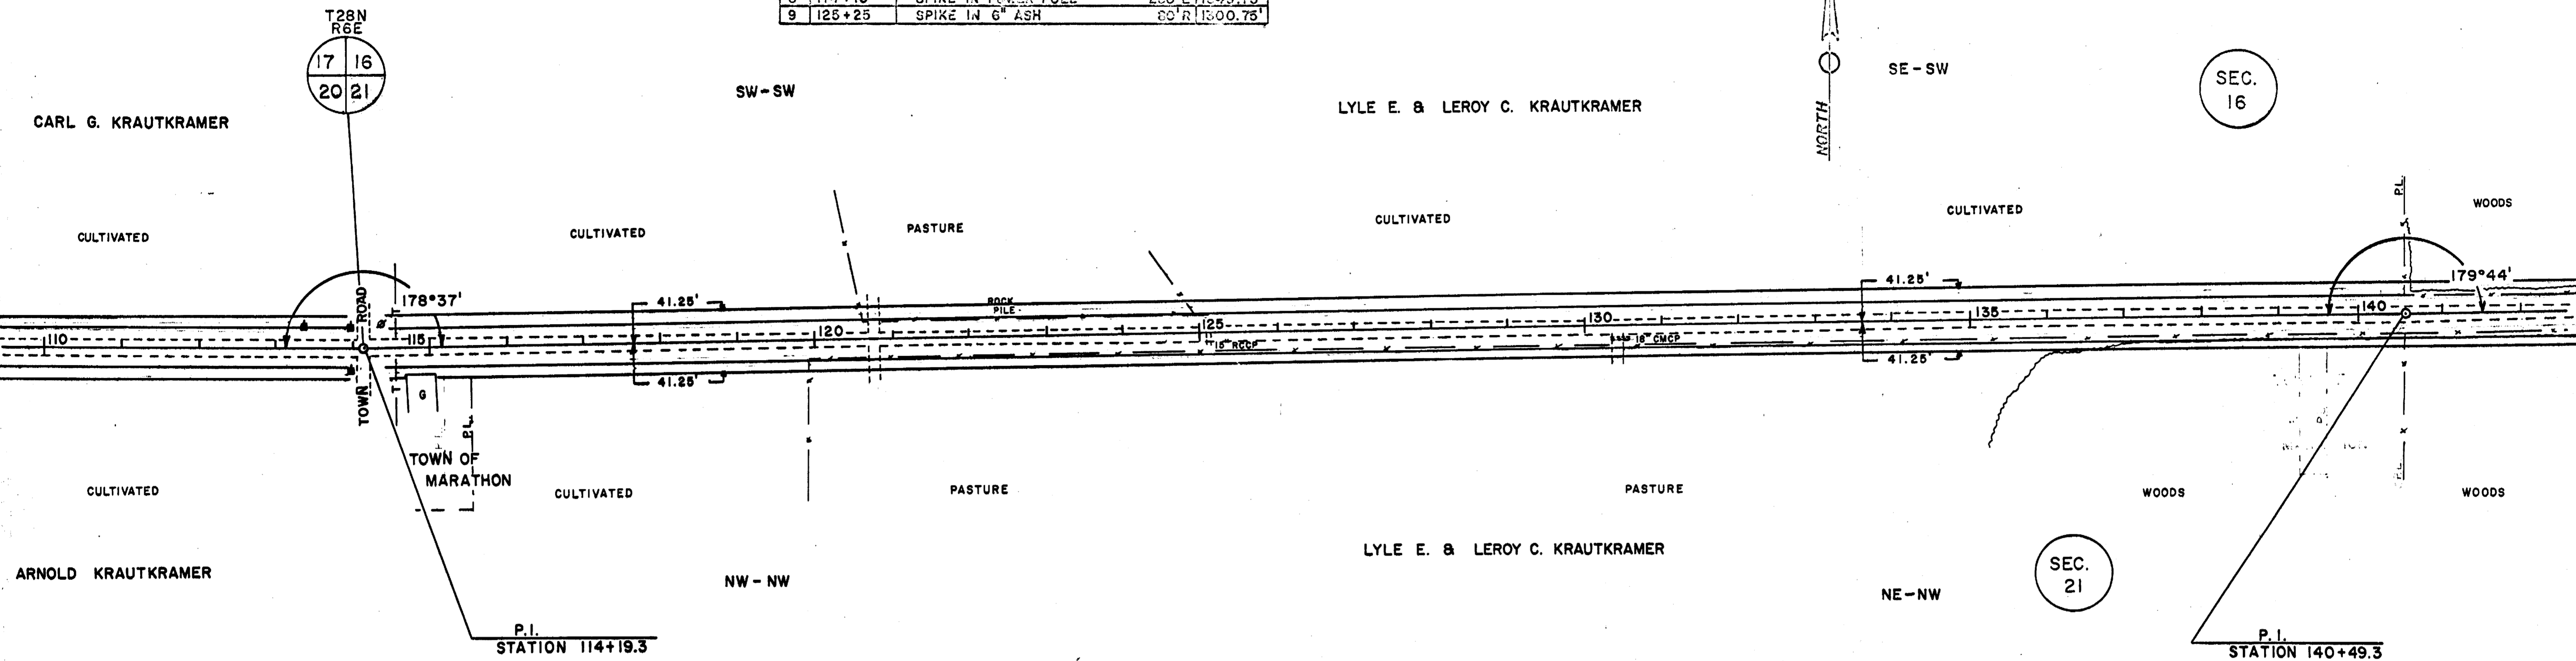 9 125+25 SPIKE IN 6" ASH 80'R 1300.75'
T28N
R6E
17 16
20 21
CARL G. KRAUTKRAMER
SW-SW
LYLE E. & LEROY C. KRAUTKRAMER
NORTH
SE-SW
SEC.
16
CULTIVATED
CULTIVATED
PASTURE
CULTIVATED
CULTIVATED
P.L.
WOODS
178°37'
41.25'
ROCK
PILE
41.25'
179°44'
TOWN ROAD
110
115
120
125
130
135
140
15" RCCP
18" CMCP
41.25'
41.25'
T
T
G
P.L.
TOWN OF
MARATHON
CULTIVATED
CULTIVATED
PASTURE
PASTURE
WOODS
WOODS
ARNOLD KRAUTKRAMER
NW-NW
LYLE E. & LEROY C. KRAUTKRAMER
NE-NW
SEC.
21
P.I.
STATION 114+19.3
P.I.
STATION 140+49.3